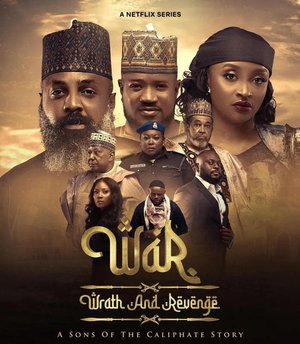 A NETFLIX SERIES
WAR.
Wrath And Revenge
A SONS OF THE CALIPHATE STORY